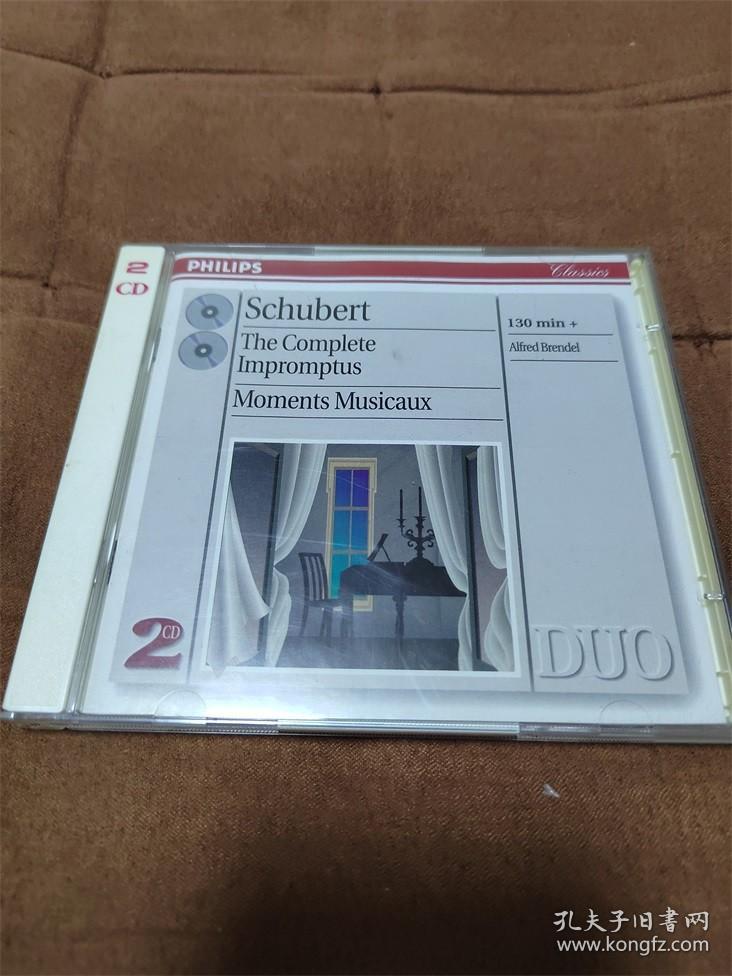 2
CD
PHILIPS
Classics
Schubert
The Complete
Impromptus
Moments Musicaux
130 min +
Alfred Brendel
2CD
DUO
孔夫子旧書网
www.kongfz.com